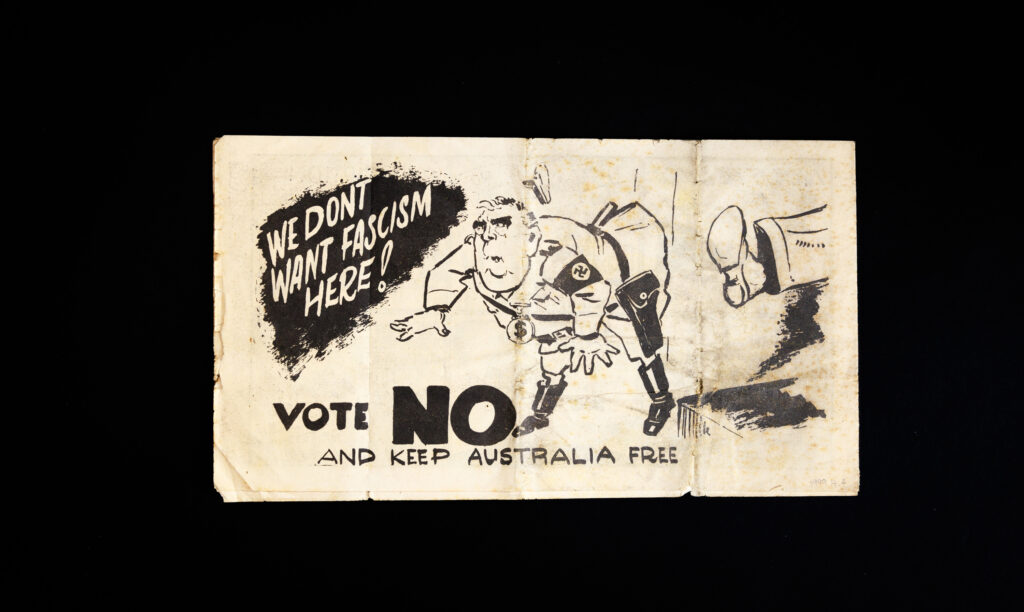 WE DONT
WANT FASCISM
HERE!
$
VOTE NO
AND KEEP AUSTRALIA FREE